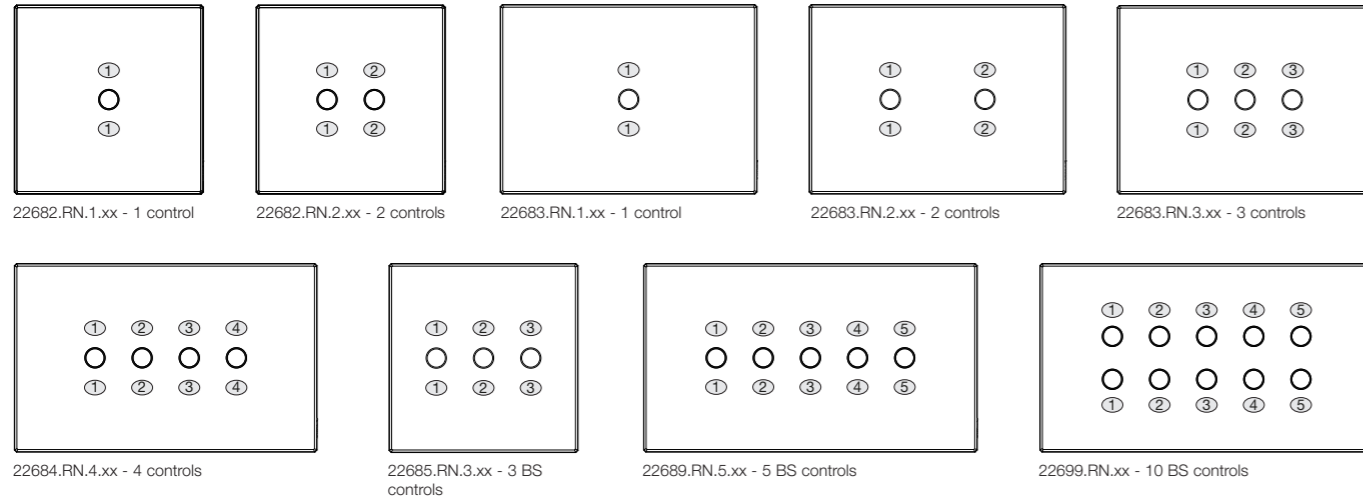 1
1 2
1
1 2
1 2 3
1
1 2
1
1 2
1 2 3
22682.RN.1.xx - 1 control
22682.RN.2.xx - 2 controls
22683.RN.1.xx - 1 control
22683.RN.2.xx - 2 controls
22683.RN.3.xx - 3 controls
1 2 3 4
1 2 3
1 2 3 4 5
1 2 3 4 5
1 2 3 4
1 2 3
1 2 3 4 5
1 2 3 4 5
22684.RN.4.xx - 4 controls
22685.RN.3.xx - 3 BS
controls
22689.RN.5.xx - 5 BS controls
22699.RN.xx - 10 BS controls